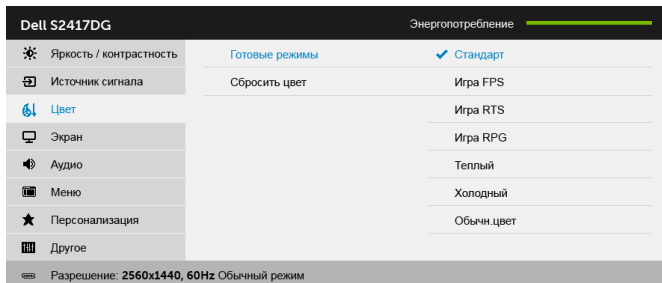 Dell S2417DG Энергопотребление
Яркость / контрастность Готовые режимы Стандарт
Источник сигнала Сбросить цвет Игра FPS
Цвет Игра RTS
Экран Игра RPG
Аудио Теплый
Меню Холодный
Персонализация Обычн.цвет
Другое
Разрешение: 2560x1440, 60Hz Обычный режим